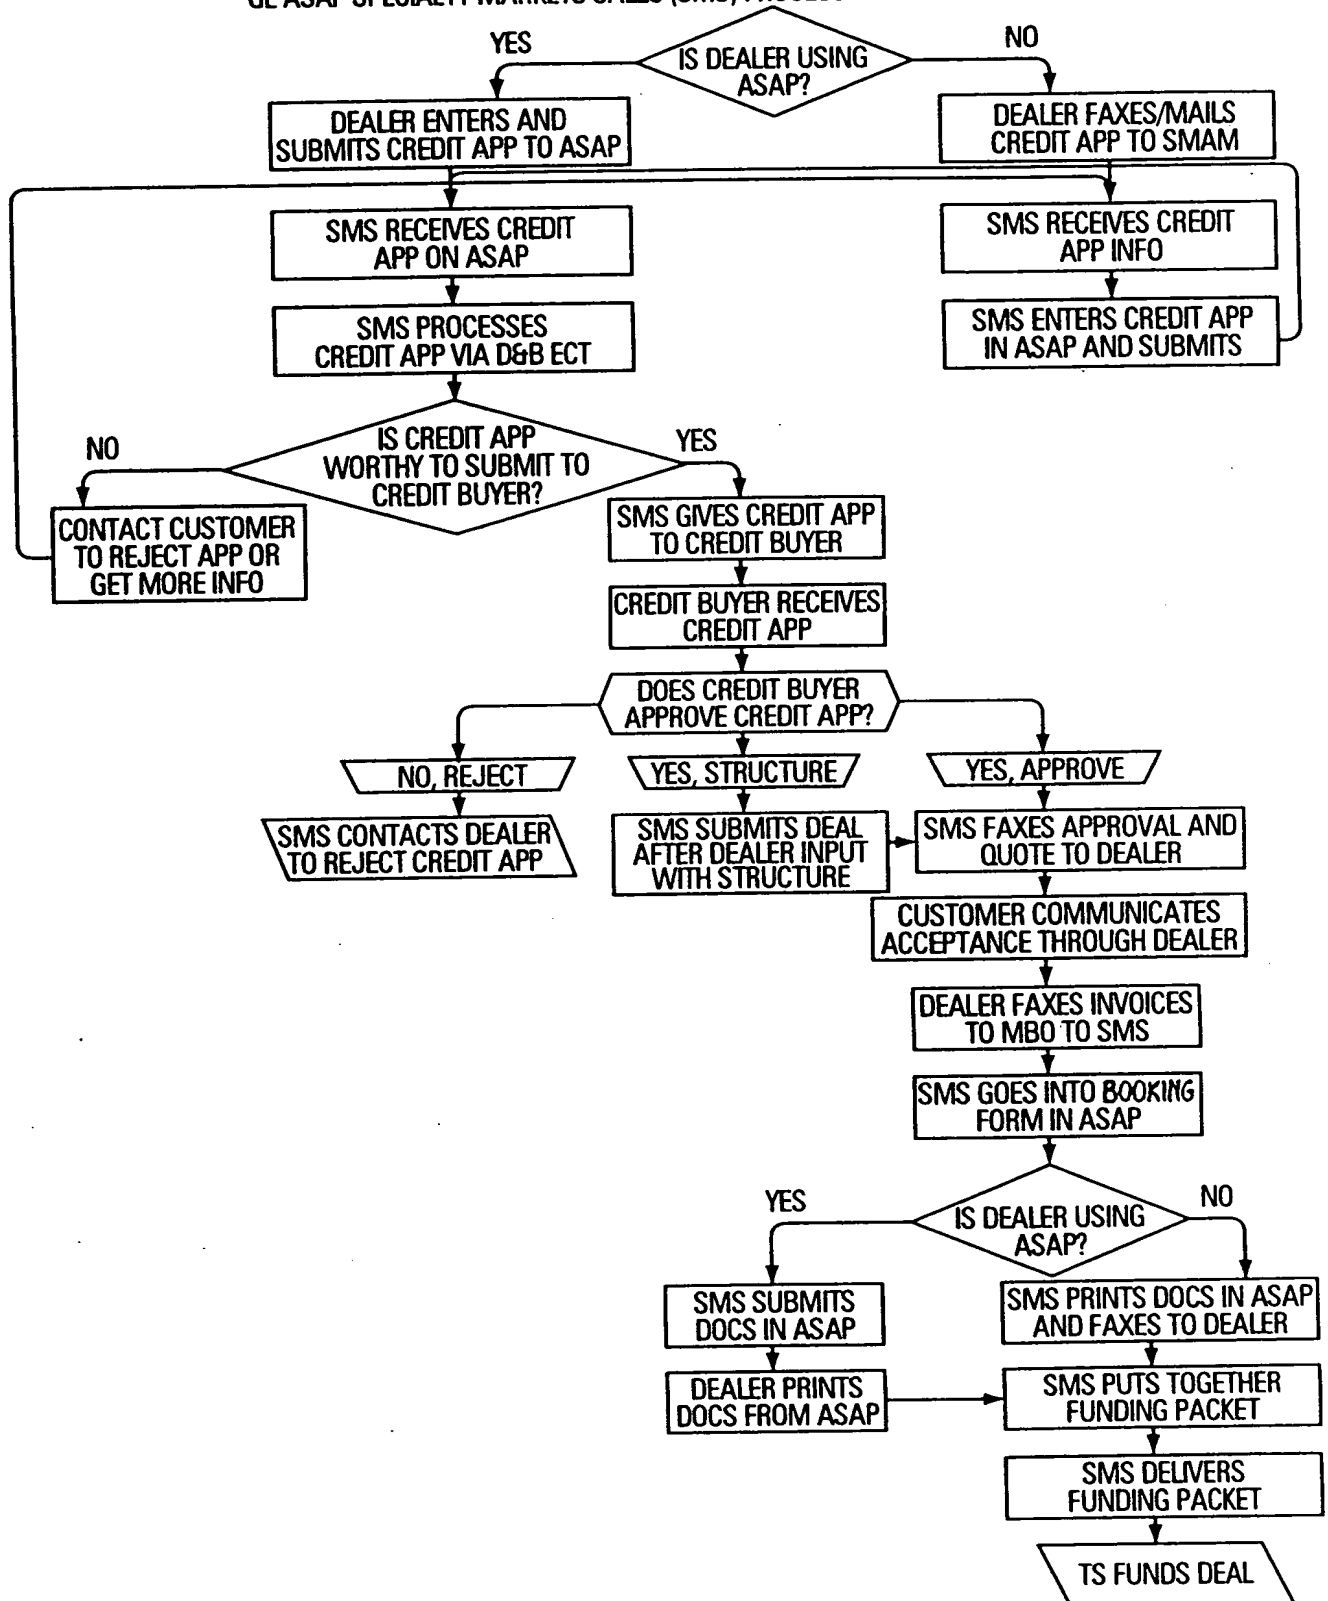 GE ASAP SPECIALTY MARKETS SALES (SMS) PROCESS
IS DEALER USING
ASAP?
YES
NO
DEALER ENTERS AND
SUBMITS CREDIT APP TO ASAP
DEALER FAXES/MAILS
CREDIT APP TO SMAM
SMS RECEIVES CREDIT
APP ON ASAP
SMS RECEIVES CREDIT
APP INFO
SMS PROCESSES
CREDIT APP VIA D&B ECT
SMS ENTERS CREDIT APP
IN ASAP AND SUBMITS
IS CREDIT APP
WORTHY TO SUBMIT TO
CREDIT BUYER?
NO
YES
CONTACT CUSTOMER
TO REJECT APP OR
GET MORE INFO
SMS GIVES CREDIT APP
TO CREDIT BUYER
CREDIT BUYER RECEIVES
CREDIT APP
DOES CREDIT BUYER
APPROVE CREDIT APP?
NO, REJECT
YES, STRUCTURE
YES, APPROVE
SMS CONTACTS DEALER
TO REJECT CREDIT APP
SMS SUBMITS DEAL
AFTER DEALER INPUT
WITH STRUCTURE
SMS FAXES APPROVAL AND
QUOTE TO DEALER
CUSTOMER COMMUNICATES
ACCEPTANCE THROUGH DEALER
DEALER FAXES INVOICES
TO MBO TO SMS
SMS GOES INTO BOOKING
FORM IN ASAP
IS DEALER USING
ASAP?
YES
NO
SMS SUBMITS
DOCS IN ASAP
SMS PRINTS DOCS IN ASAP
AND FAXES TO DEALER
DEALER PRINTS
DOCS FROM ASAP
SMS PUTS TOGETHER
FUNDING PACKET
SMS DELIVERS
FUNDING PACKET
TS FUNDS DEAL